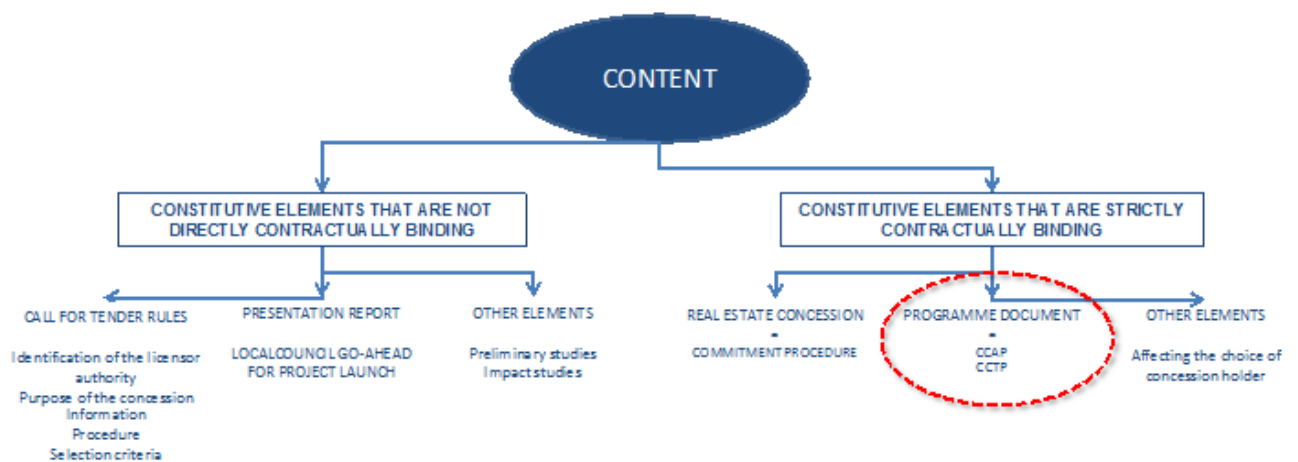 CONTENT
CONSTITUTIVE ELEMENTS THAT ARE NOT
DIRECTLY CONTRACTUALLY BINDING
CONSTITUTIVE ELEMENTS THAT ARE STRICTLY
CONTRACTUALLY BINDING
CALL FOR TENDER RULES
Identification of the licensor
authority
Purpose of the concession
Information
Procedure
Selection criteria
PRESENTATION REPORT
LOCALCOUNCIL GO-AHEAD
FOR PROJECT LAUNCH
OTHER ELEMENTS
Preliminary studies
Impact studies
REAL ESTATE CONCESSION
=
COMMITMENT PROCEDURE
PROGRAMME DOCUMENT
=
CCAP
CCTP
OTHER ELEMENTS
Affecting the choice of
concession holder